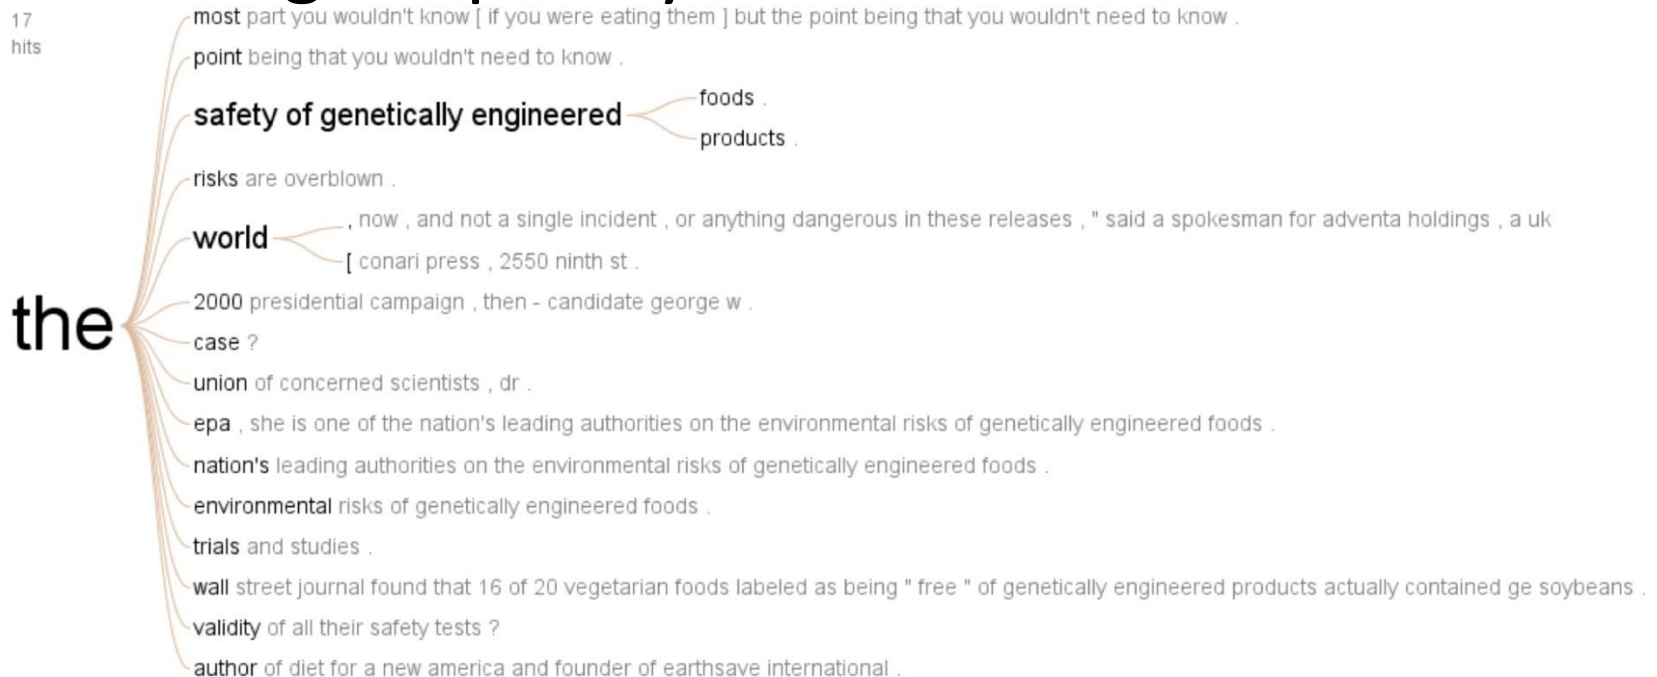 17
hits
most part you wouldn't know [ if you were eating them ] but the point being that you wouldn't need to know .
point being that you wouldn't need to know .
safety of genetically engineered
foods .
products .
risks are overblown .
world
, now , and not a single incident , or anything dangerous in these releases , " said a spokesman for adventa holdings , a uk
[ conari press , 2550 ninth st .
the
2000 presidential campaign , then - candidate george w .
case ?
union of concerned scientists , dr .
epa , she is one of the nation's leading authorities on the environmental risks of genetically engineered foods .
nation's leading authorities on the environmental risks of genetically engineered foods .
environmental risks of genetically engineered foods .
trials and studies .
wall street journal found that 16 of 20 vegetarian foods labeled as being " free " of genetically engineered products actually contained ge soybeans .
validity of all their safety tests ?
author of diet for a new america and founder of earthsave international .